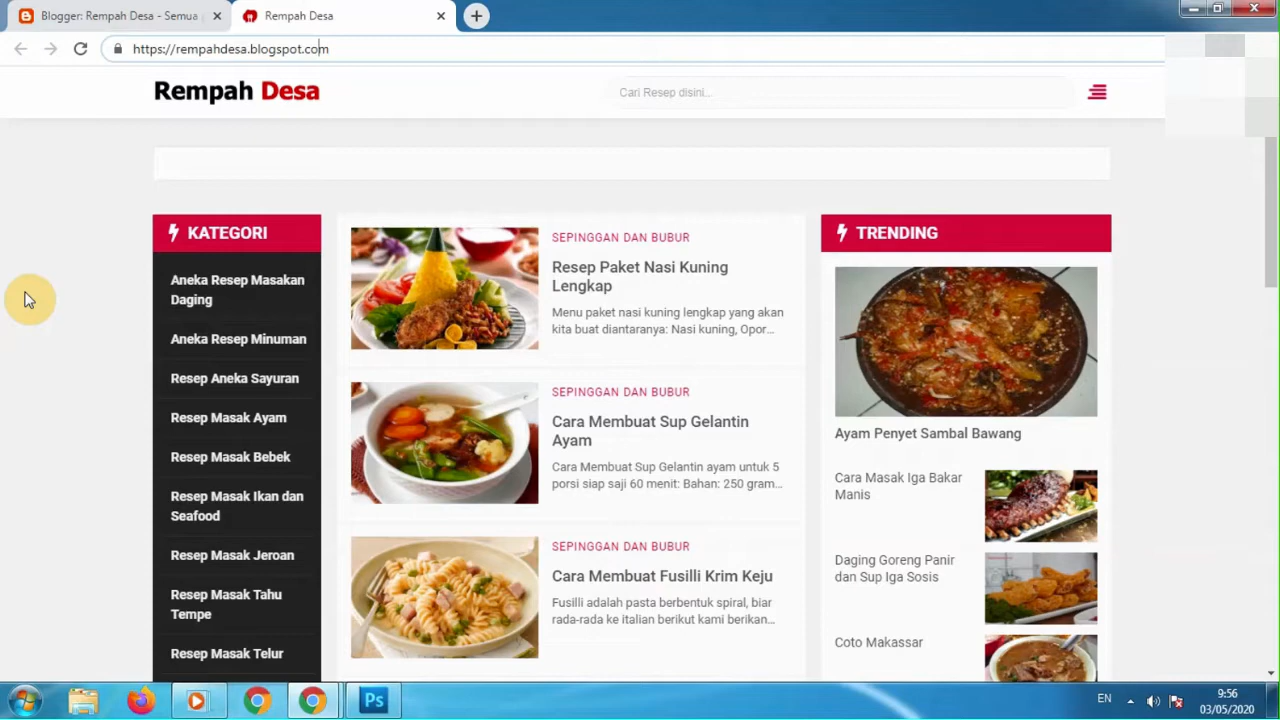 Blogger: Rempah Desa - Semua
Rempah Desa
https://rempahdesa.blogspot.com
Rempah Desa
Cari Resep disini...
KATEGORI
Aneka Resep Masakan
Daging
Aneka Resep Minuman
Resep Aneka Sayuran
Resep Masak Ayam
Resep Masak Bebek
Resep Masak Ikan dan
Seafood
Resep Masak Jeroan
Resep Masak Tahu
Tempe
Resep Masak Telur
SEPINGGAN DAN BUBUR
Resep Paket Nasi Kuning
Lengkap
Menu paket nasi kuning lengkap yang akan
kita buat diantaranya: Nasi kuning, Opor...
SEPINGGAN DAN BUBUR
Cara Membuat Sup Gelantin
Ayam
Cara Membuat Sup Gelantin ayam untuk 5
porsi siap saji 60 menit: Bahan: 250 gram...
SEPINGGAN DAN BUBUR
Cara Membuat Fusilli Krim Keju
Fusilli adalah pasta berbentuk spiral, biar
rada-rada ke italian berikut kami berikan...
TRENDING
Ayam Penyet Sambal Bawang
Cara Masak Iga Bakar
Manis
Daging Goreng Panir
dan Sup Iga Sosis
Coto Makassar
Ps
EN
9:56
03/05/2020